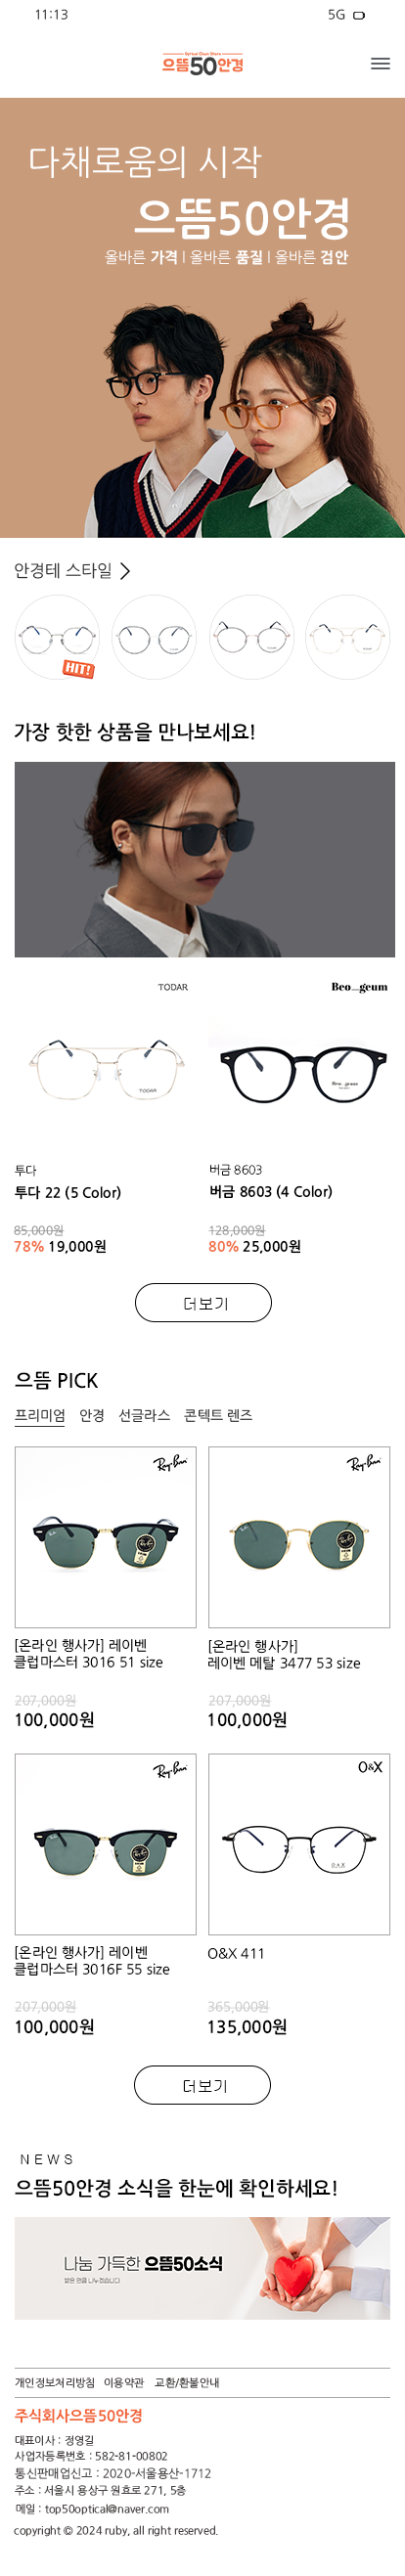 11:13
5G
Optical Chain Store
으뜸50안경
다채로움의 시작
으뜸50안경
올바른 가격 | 올바른 품질 | 올바른 검안
안경테 스타일 >
HIT!
가장 핫한 상품을 만나보세요!
TODAR
Beo_geum
TODAR
Beo_geum
투다
버금 8603
투다 22 (5 Color)
버금 8603 (4 Color)
85,000원
128,000원
78% 19,000원
80% 25,000원
더보기
으뜸 PICK
프리미엄 안경 선글라스 콘텍트 렌즈
Ray-Ban
Ray-Ban
[온라인 행사가] 레이벤
클럽마스터 3016 51 size
[온라인 행사가]
레이벤 메탈 3477 53 size
207,000원
207,000원
100,000원
100,000원
Ray-Ban
O&X
O&X
[온라인 행사가] 레이벤
클럽마스터 3016F 55 size
O&X 411
207,000원
365,000원
100,000원
135,000원
더보기
NEWS
으뜸50안경 소식을 한눈에 확인하세요!
나눔 가득한 으뜸50소식
개인정보처리방침 이용약관 교환/환불안내
주식회사으뜸50안경
대표이사 : 정영길
사업자등록번호 : 582-81-00802
통신판매업신고 : 2020-서울용산-1712
주소 : 서울시 용상구 원효로 271, 5층
메일 : top50optical@naver.com
copyright © 2024 ruby, all right reserved.